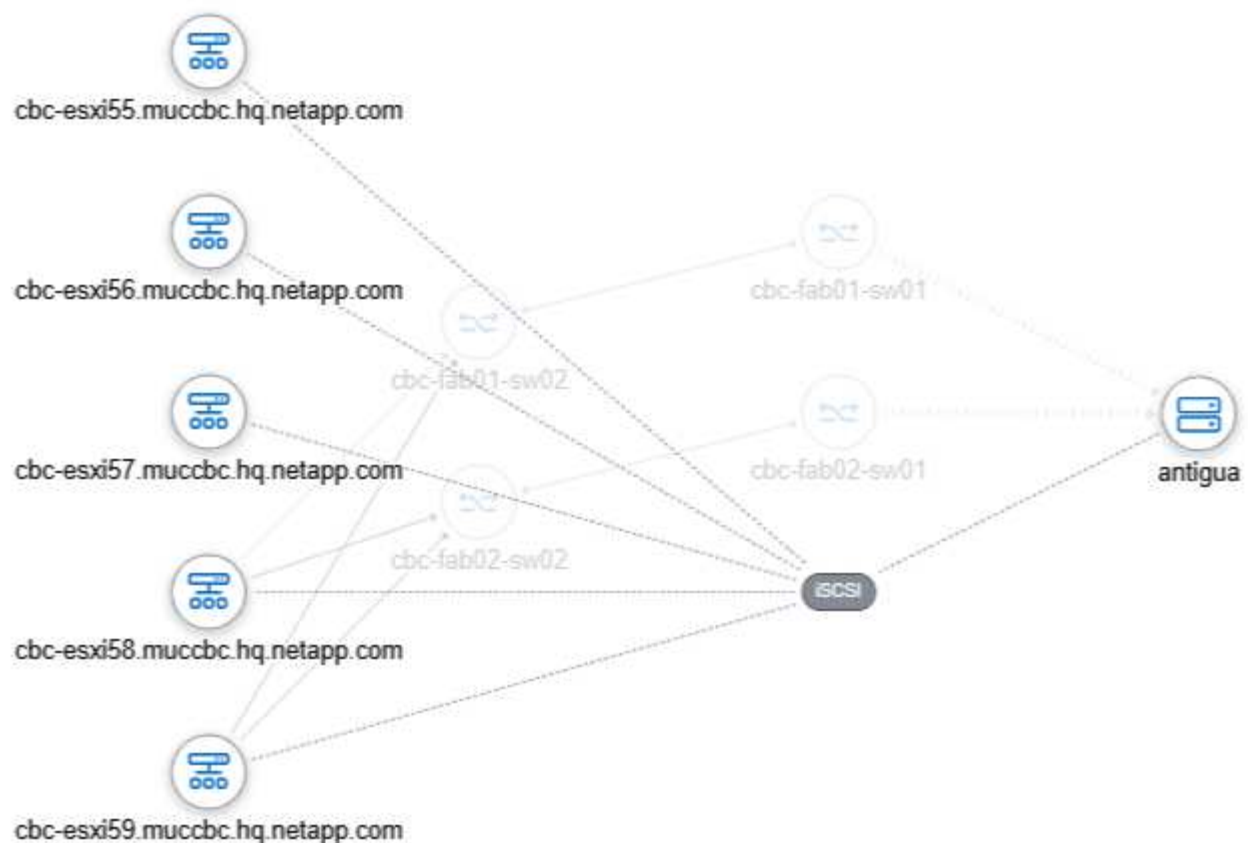 cbc-esxi55.muccbc.hq.netapp.com
cbc-esxi56.muccbc.hq.netapp.com
cbc-fab01-sw01
cbc-fab01-sw02
cbc-esxi57.muccbc.hq.netapp.com
cbc-fab02-sw01
antigua
cbc-fab02-sw02
iSCSI
cbc-esxi58.muccbc.hq.netapp.com
cbc-esxi59.muccbc.hq.netapp.com